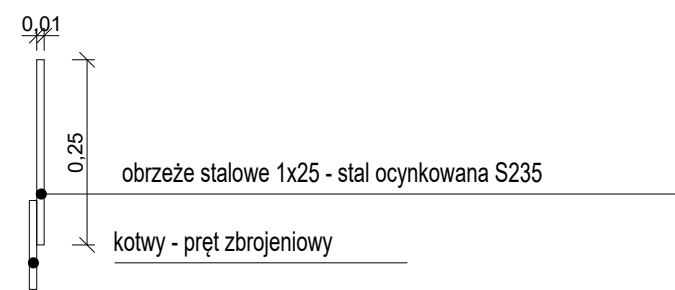 0,01
0,25
obrzeże stalowe 1x25 - stal ocynkowana S235
kotwy - pręt zbrojeniowy